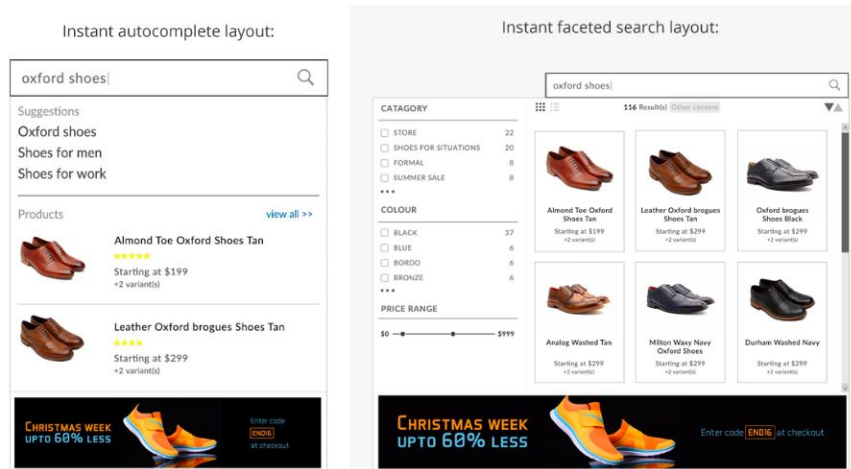 Instant autocomplete layout:
oxford shoes
Suggestions
Oxford shoes
Shoes for men
Shoes for work
Products view all >>
Almond Toe Oxford Shoes Tan
Starting at $199
+2 variant(s)
Leather Oxford brogues Shoes Tan
Starting at $299
+2 variant(s)
CHRISTMAS WEEK
UPTO 60% LESS
Enter code
END16
at checkout
Instant faceted search layout:
oxford shoes
CATAGORY
STORE 22
SHOES FOR SITUATIONS 20
FORMAL 8
SUMMER SALE 8
COLOUR
BLACK 37
BLUE 6
BORDO 6
BRONZE 6
PRICE RANGE
$0 $999
116 Result(s) Other content
Almond Toe Oxford
Shoes Tan
Starting at $199
+2 variant(s)
Leather Oxford brogues
Shoes Tan
Starting at $299
+2 variant(s)
Oxford brogues
Shoes Black
Starting at $299
+2 variant(s)
Analog Washed Tan
Starting at $299
+2 variant(s)
Milton Waxy Navy
Oxford Shoes
Starting at $299
+2 variant(s)
Durham Washed Navy
Starting at $299
+2 variant(s)
CHRISTMAS WEEK
UPTO 60% LESS
Enter code END16 at checkout